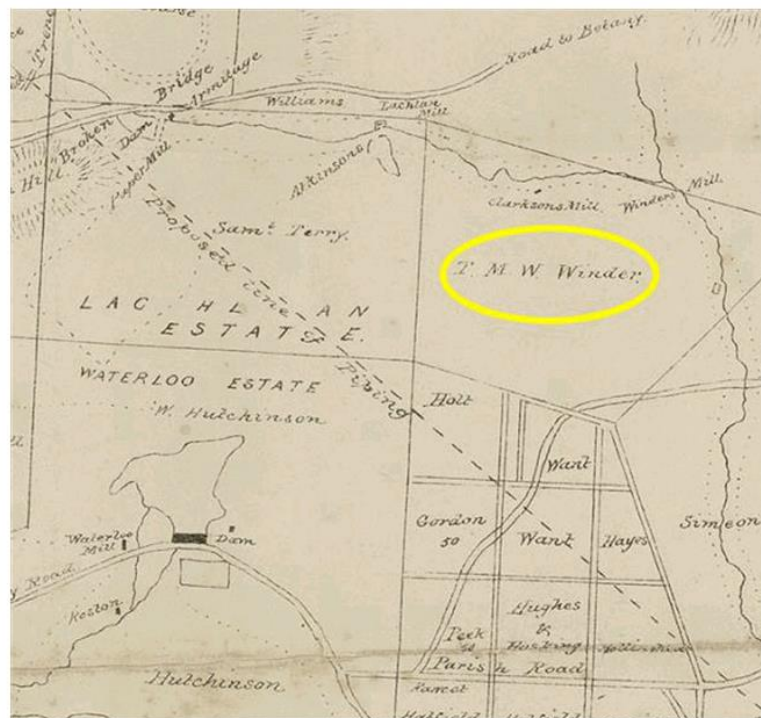 Road to Botany
Bridge
Armitage
Williams
Lachlan
Mill
Broken
Dam
Hill
Paper Mill
Atkinsons
Clarksons Mill
Winders Mill
Samt. Terry.
Proposed line of Piping
T. M. W. Winder.
LACHLAN
ESTATE.
WATERLOO ESTATE
W. Hutchinson
Holt
Want
Gordon
50
Want
Hayes
Simeon
Waterloo
Mill
Dam
Road
Hughes
&
Hosking
Peek
Parish Road
Hutchinson